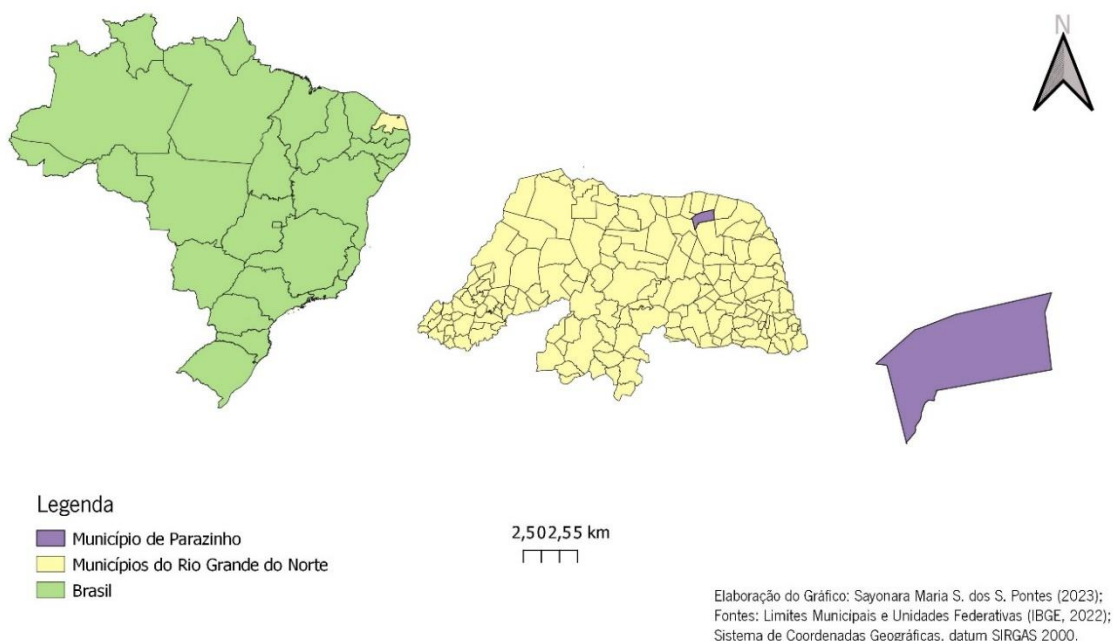 N
Legenda
Município de Parazinho
Municípios do Rio Grande do Norte
Brasil
2,502,55 km
Elaboração do Gráfico: Sayonara Maria S. dos S. Pontes (2023);
Fontes: Limites Municipais e Unidades Federativas (IBGE, 2022);
Sistema de Coordenadas Geográficas, datum SIRGAS 2000.